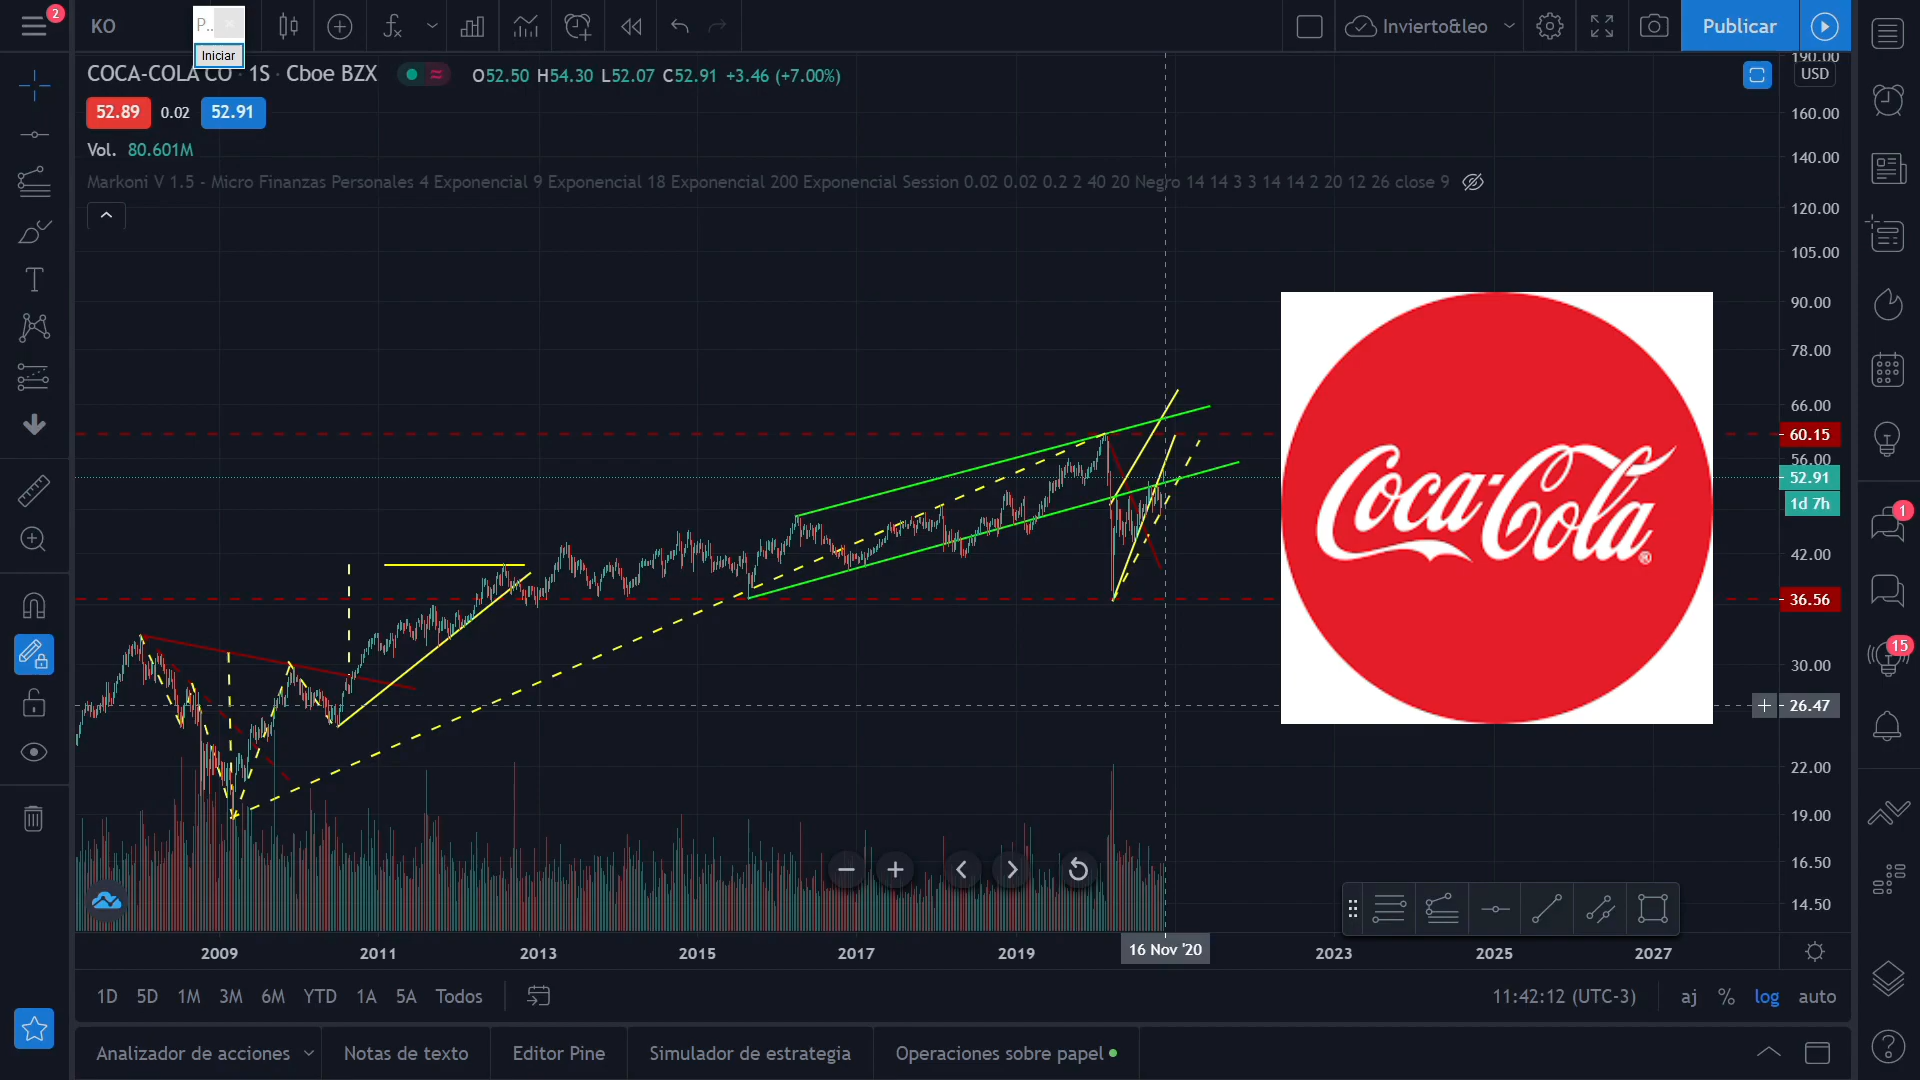 2
KO
P..
Iniciar
Invierto&leo
Publicar
COCA-COLA CO · 1S · Cboe BZX
O52.50 H54.30 L52.07 C52.91 +3.46 (+7.00%)
52.89 0.02 52.91
Vol. 80.601M
Markoni V 1.5 - Micro Finanzas Personales 4 Exponencial 9 Exponencial 18 Exponencial 200 Exponencial Session 0.02 0.02 0.2 2 40 20 Negro 14 14 3 3 14 14 2 20 12 26 close 9
190.00
USD
160.00
140.00
120.00
105.00
90.00
78.00
66.00
60.15
56.00
52.91
1d 7h
42.00
36.56
30.00
26.47
22.00
19.00
16.50
14.50
Coca-Cola®
1
15
2009 2011 2013 2015 2017 2019 16 Nov '20 2023 2025 2027
1D 5D 1M 3M 6M YTD 1A 5A Todos
11:42:12 (UTC-3) aj % log auto
Analizador de acciones Notas de texto Editor Pine Simulador de estrategia Operaciones sobre papel